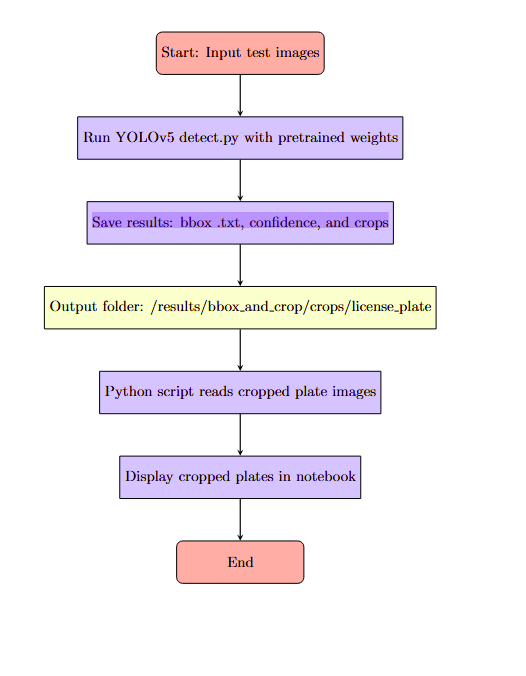 Start: Input test images
Run YOLOv5 detect.py with pretrained weights
Save results: bbox .txt, confidence, and crops
Output folder: /results/bbox_and_crop/crops/license_plate
Python script reads cropped plate images
Display cropped plates in notebook
End